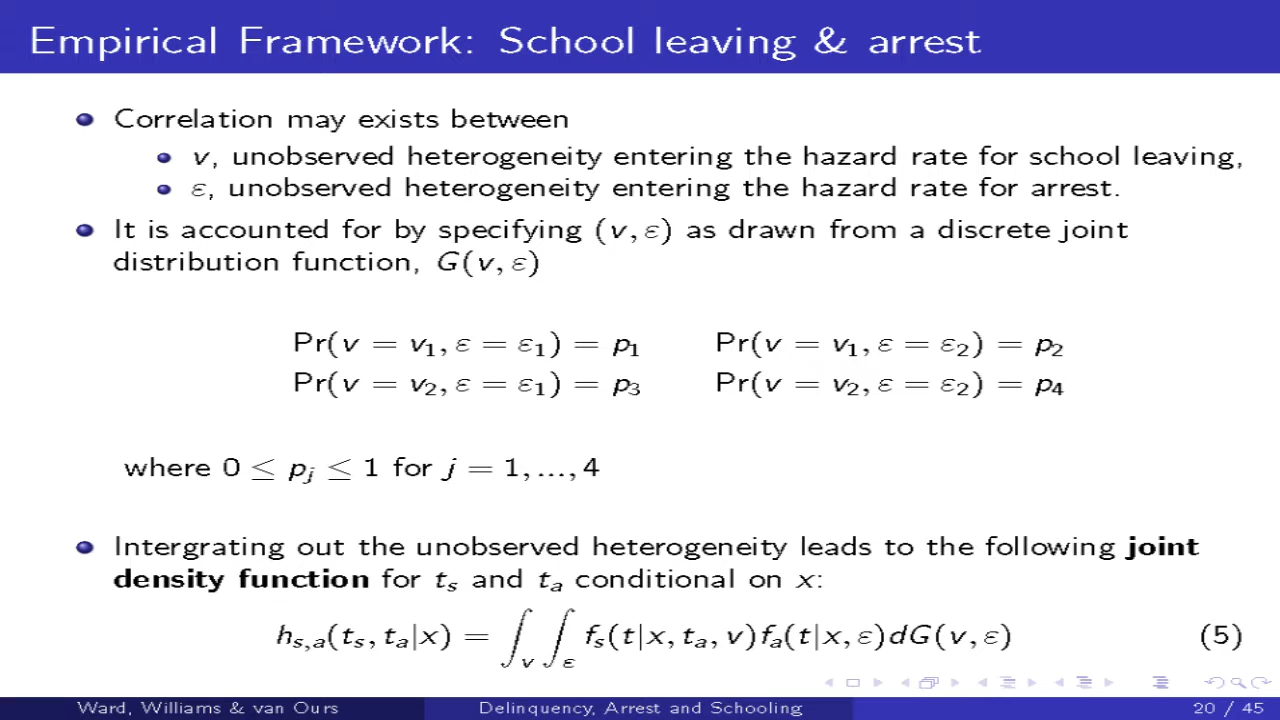 Empirical Framework: School leaving & arrest
Correlation may exists between
v, unobserved heterogeneity entering the hazard rate for school leaving,
ε, unobserved heterogeneity entering the hazard rate for arrest.
It is accounted for by specifying (v, ε) as drawn from a discrete joint
distribution function, G(v, ε)
Pr(v = v₁, ε = ε₁) = p₁ Pr(v = v₁, ε = ε₂) = p₂
Pr(v = v₂, ε = ε₁) = p₃ Pr(v = v₂, ε = ε₂) = p₄
where 0 ≤ pⱼ ≤ 1 for j = 1, ..., 4
Intergrating out the unobserved heterogeneity leads to the following joint
density function for tₛ and tₐ conditional on x:
hₛ,ₐ(tₛ, tₐ|x) = ∫ᵥ ∫_ε fₛ(t|x, tₐ, v)fₐ(t|x, ε)dG(v, ε) (5)
Ward, Williams & van Ours Delinquency, Arrest and Schooling 20 / 45